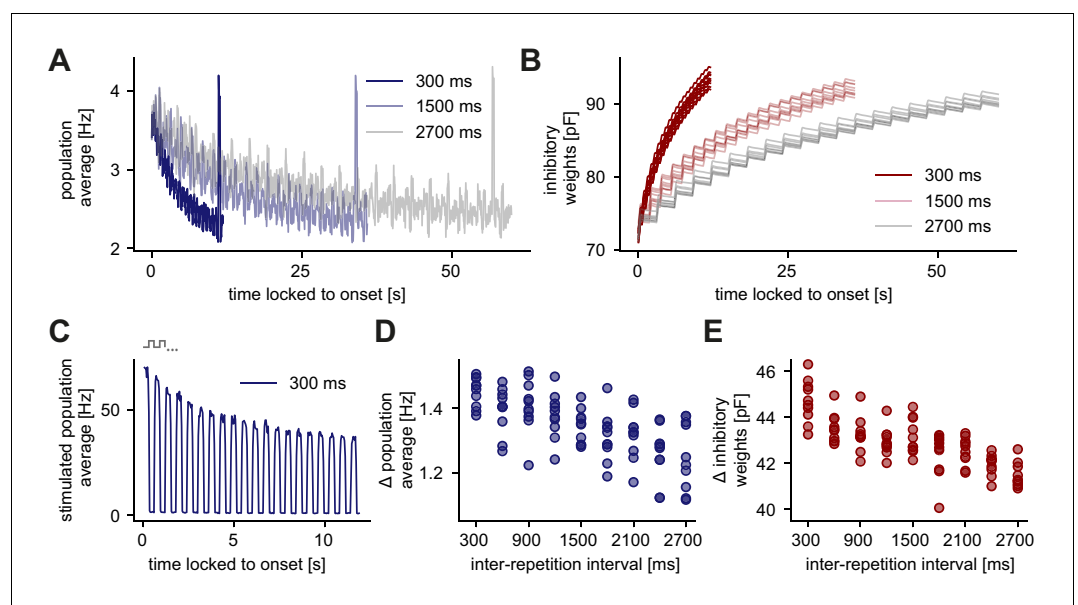 A
population
average [Hz]
4
3
2
300 ms
1500 ms
2700 ms
0
25
50
time locked to onset [s]
B
inhibitory
weights [pF]
90
80
70
300 ms
1500 ms
2700 ms
0
25
50
time locked to onset [s]
C
...
stimulated population
average [Hz]
50
0
300 ms
0
5
10
time locked to onset [s]
D
Δ population
average [Hz]
1.4
1.2
300 900 1500 2100 2700
inter-repetition interval [ms]
E
Δ inhibitory
weights [pF]
46
44
42
40
300 900 1500 2100 2700
inter-repetition interval [ms]